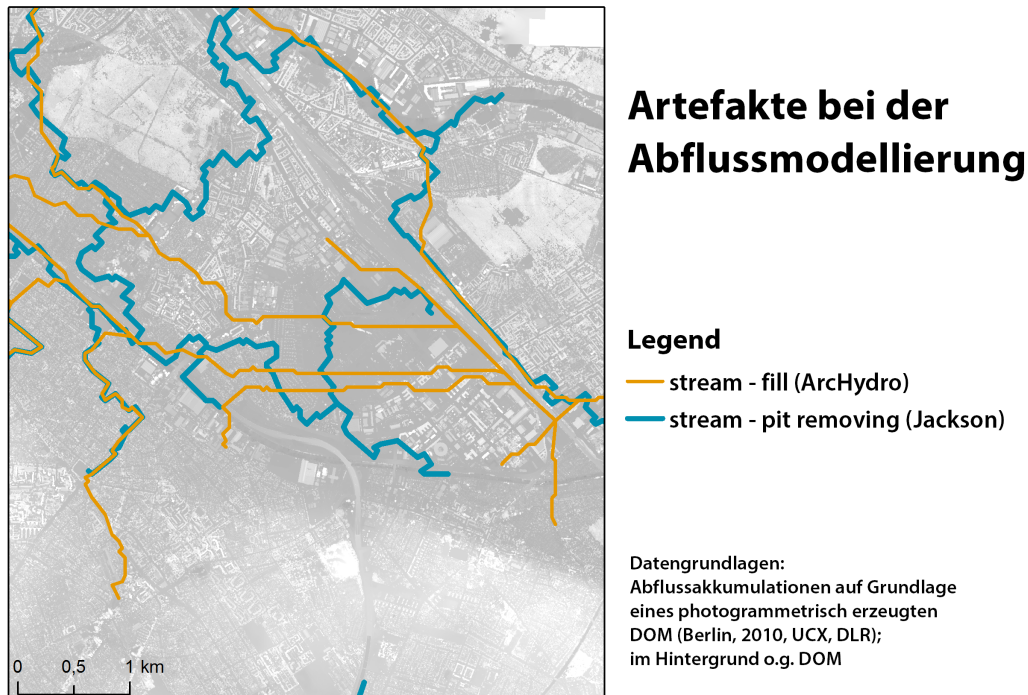 Artefakte bei der
Abflussmodellierung
Legend
stream - fill (ArcHydro)
stream - pit removing (Jackson)
Datengrundlagen:
Abflussakkumulationen auf Grundlage
eines photogrammetrisch erzeugten
DOM (Berlin, 2010, UCX, DLR);
im Hintergrund o.g. DOM
0 0,5 1 km